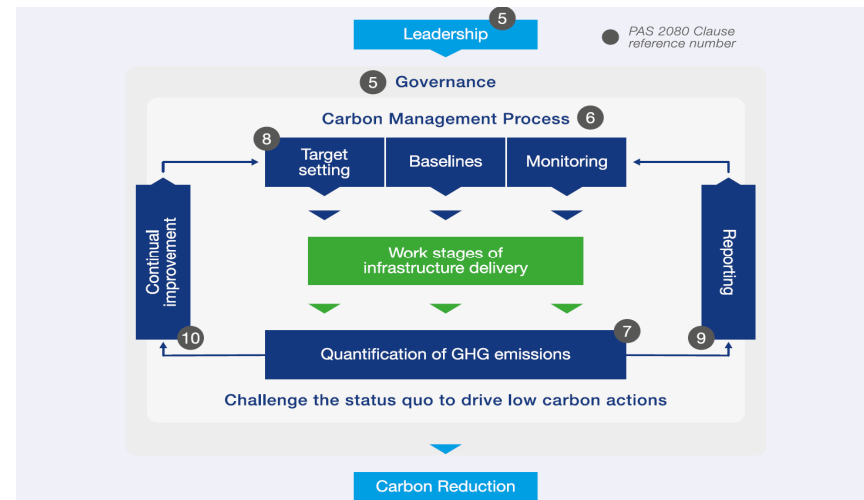 5
Leadership
PAS 2080 Clause
reference number
5 Governance
Carbon Management Process 6
8
Target
setting
Baselines
Monitoring
Continual
improvement
Reporting
Work stages of
infrastructure delivery
10
7
9
Quantification of GHG emissions
Challenge the status quo to drive low carbon actions
Carbon Reduction